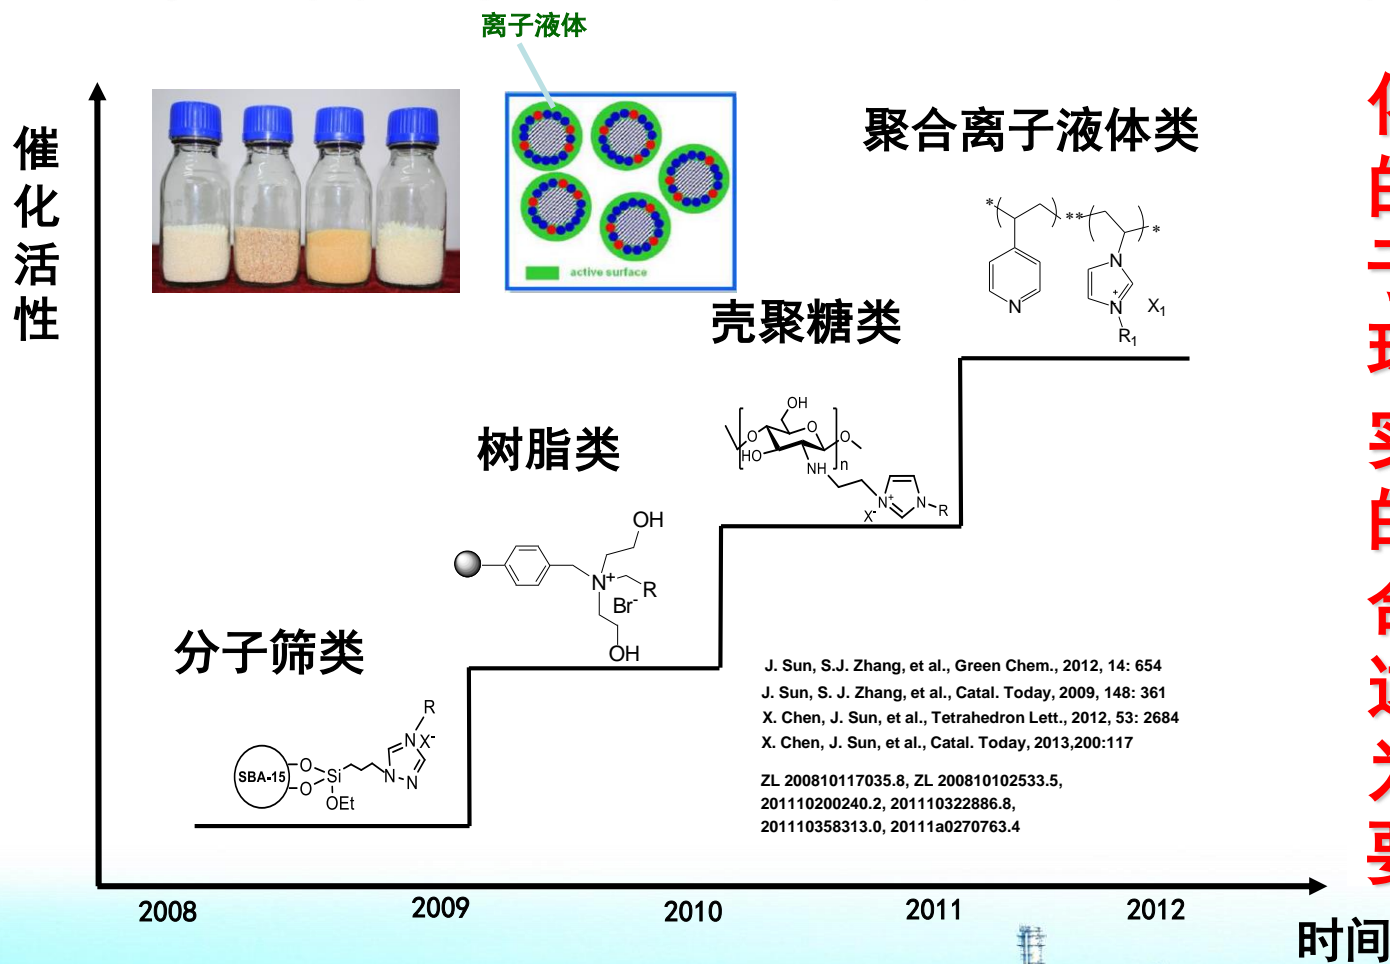 离子液体
催化活性
active surface
聚合离子液体类
* ** *
N
N
+
N
X1
R1
壳聚糖类
OH
O
O
O
HO
NH
n
N+
N
R
X-
树脂类
OH
N+
R
Br-
OH
分子筛类
R
N
X-
SBA-15
O
O
Si
OEt
N
N
J. Sun, S.J. Zhang, et al., Green Chem., 2012, 14: 654
J. Sun, S. J. Zhang, et al., Catal. Today, 2009, 148: 361
X. Chen, J. Sun, et al., Tetrahedron Lett., 2012, 53: 2684
X. Chen, J. Sun, et al., Catal. Today, 2013,200:117
ZL 200810117035.8, ZL 200810102533.5,
201110200240.2, 201110322886.8,
201110358313.0, 20111a0270763.4
2008 2009 2010 2011 2012
时间